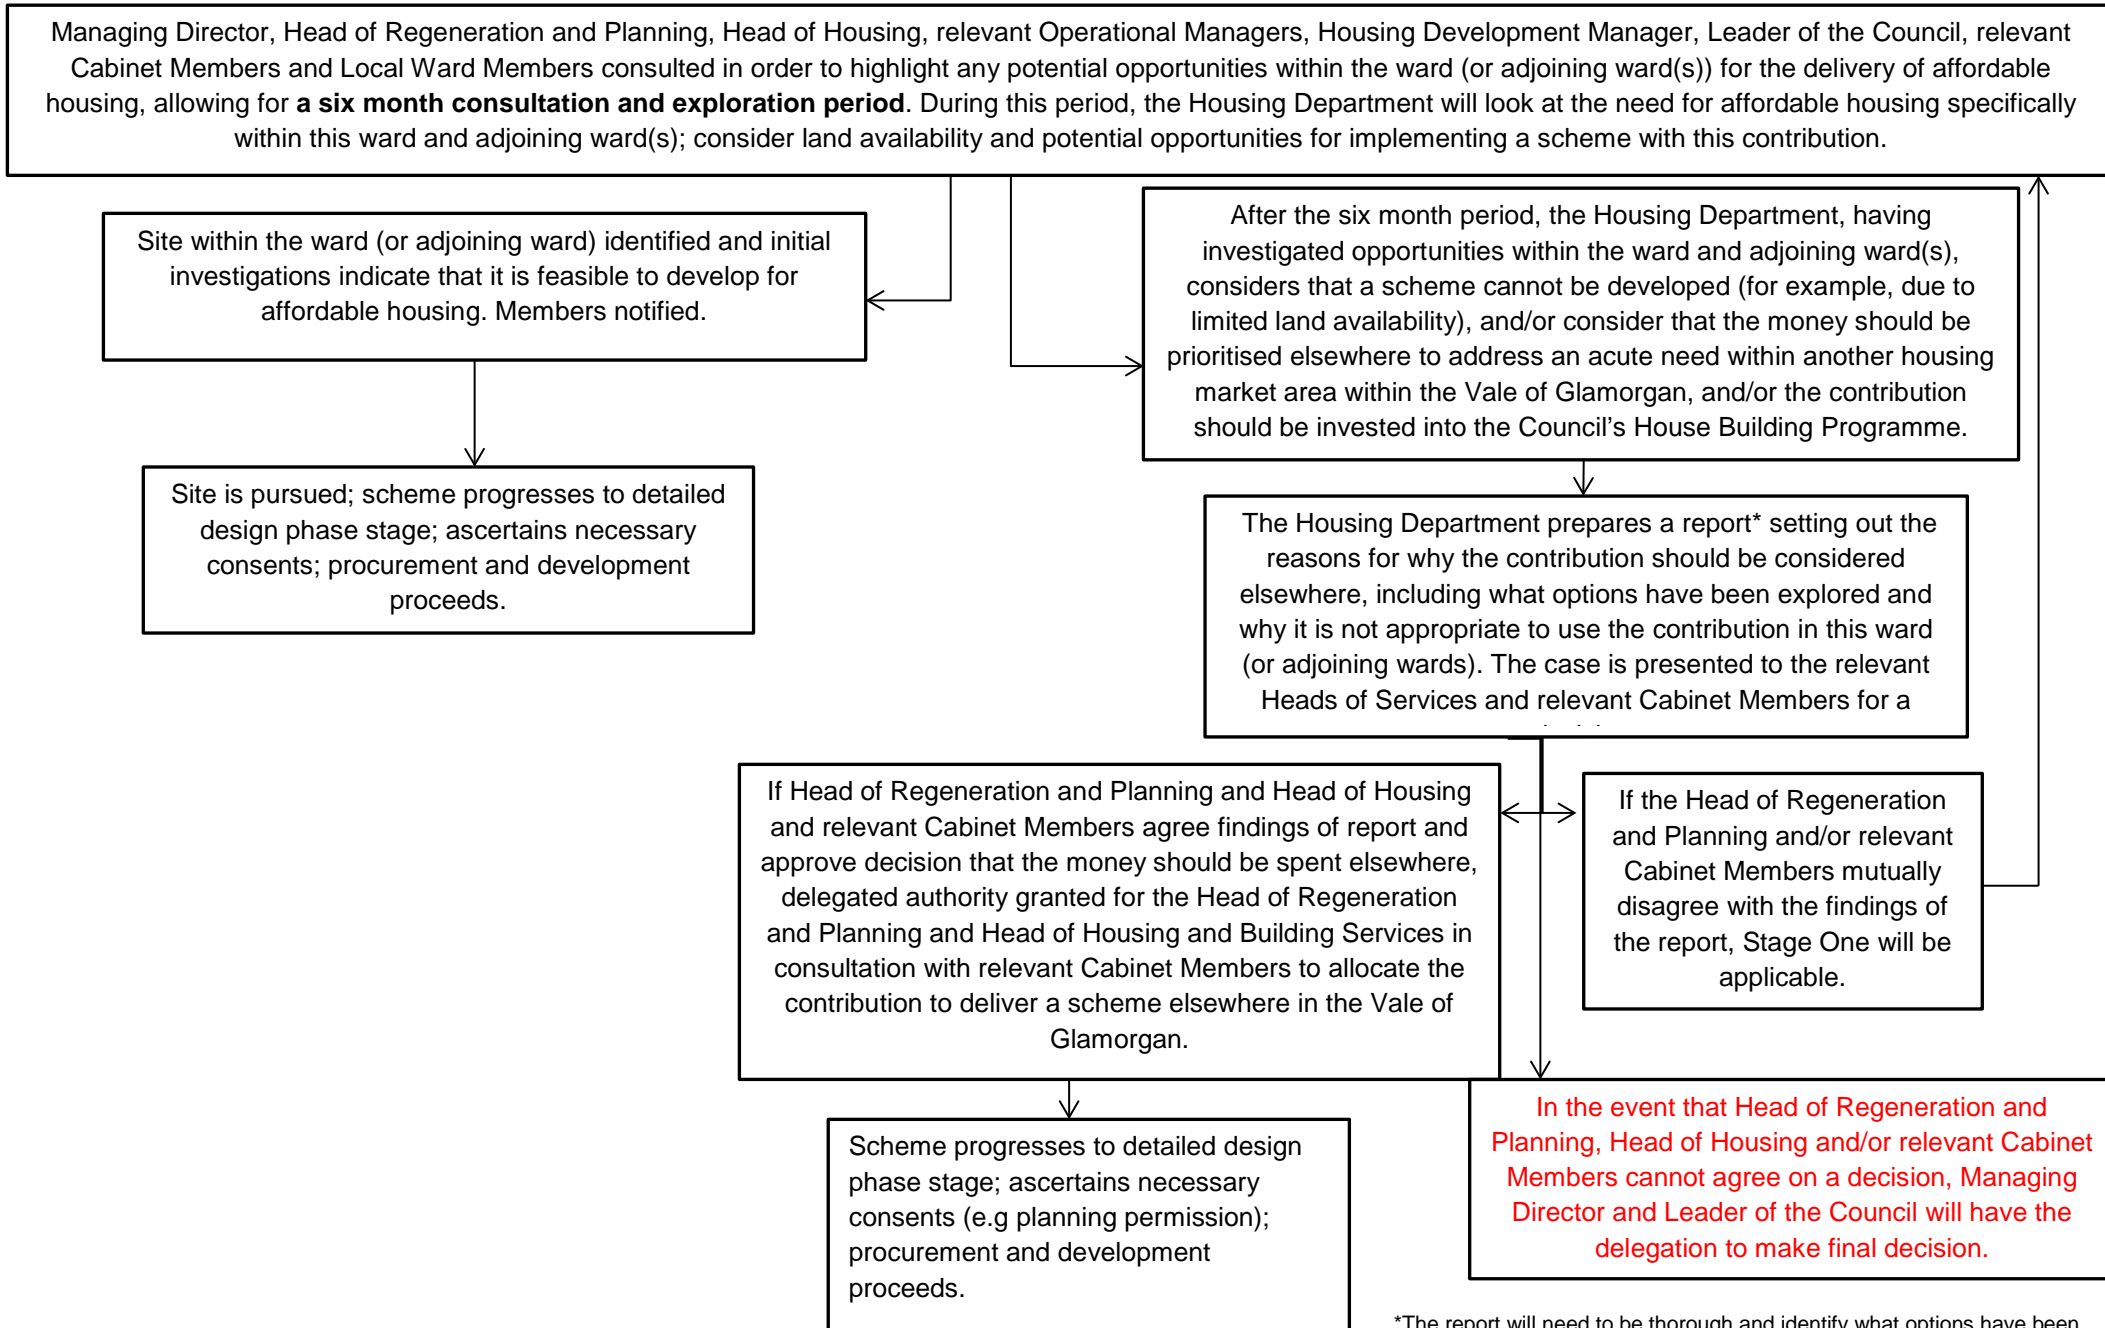 Managing Director, Head of Regeneration and Planning, Head of Housing, relevant Operational Managers, Housing Development Manager, Leader of the Council, relevant
Cabinet Members and Local Ward Members consulted in order to highlight any potential opportunities within the ward (or adjoining ward(s)) for the delivery of affordable
housing, allowing for a six month consultation and exploration period. During this period, the Housing Department will look at the need for affordable housing specifically
within this ward and adjoining ward(s); consider land availability and potential opportunities for implementing a scheme with this contribution.
Site within the ward (or adjoining ward) identified and initial
investigations indicate that it is feasible to develop for
affordable housing. Members notified.
Site is pursued; scheme progresses to detailed
design phase stage; ascertains necessary
consents; procurement and development
proceeds.
After the six month period, the Housing Department, having
investigated opportunities within the ward and adjoining ward(s),
considers that a scheme cannot be developed (for example, due to
limited land availability), and/or consider that the money should be
prioritised elsewhere to address an acute need within another housing
market area within the Vale of Glamorgan, and/or the contribution
should be invested into the Council's House Building Programme.
The Housing Department prepares a report* setting out the
reasons for why the contribution should be considered
elsewhere, including what options have been explored and
why it is not appropriate to use the contribution in this ward
(or adjoining wards). The case is presented to the relevant
Heads of Services and relevant Cabinet Members for a
If Head of Regeneration and Planning and Head of Housing
and relevant Cabinet Members agree findings of report and
approve decision that the money should be spent elsewhere,
delegated authority granted for the Head of Regeneration
and Planning and Head of Housing and Building Services in
consultation with relevant Cabinet Members to allocate the
contribution to deliver a scheme elsewhere in the Vale of
Glamorgan.
If the Head of Regeneration
and Planning and/or relevant
Cabinet Members mutually
disagree with the findings of
the report, Stage One will be
applicable.
Scheme progresses to detailed design
phase stage; ascertains necessary
consents (e.g planning permission);
procurement and development
proceeds.
In the event that Head of Regeneration and
Planning, Head of Housing and/or relevant Cabinet
Members cannot agree on a decision, Managing
Director and Leader of the Council will have the
delegation to make final decision.
*The report will need to be thorough and identify what options have been